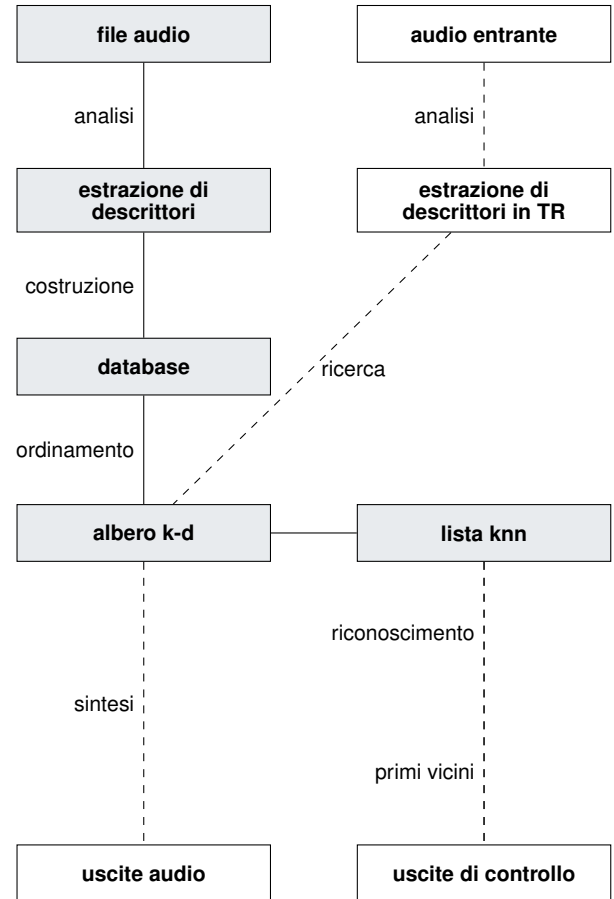 file audio
audio entrante
analisi
analisi
estrazione di
descrittori
estrazione di
descrittori in TR
costruzione
database
ricerca
ordinamento
albero k-d
lista knn
riconoscimento
sintesi
primi vicini
uscite audio
uscite di controllo